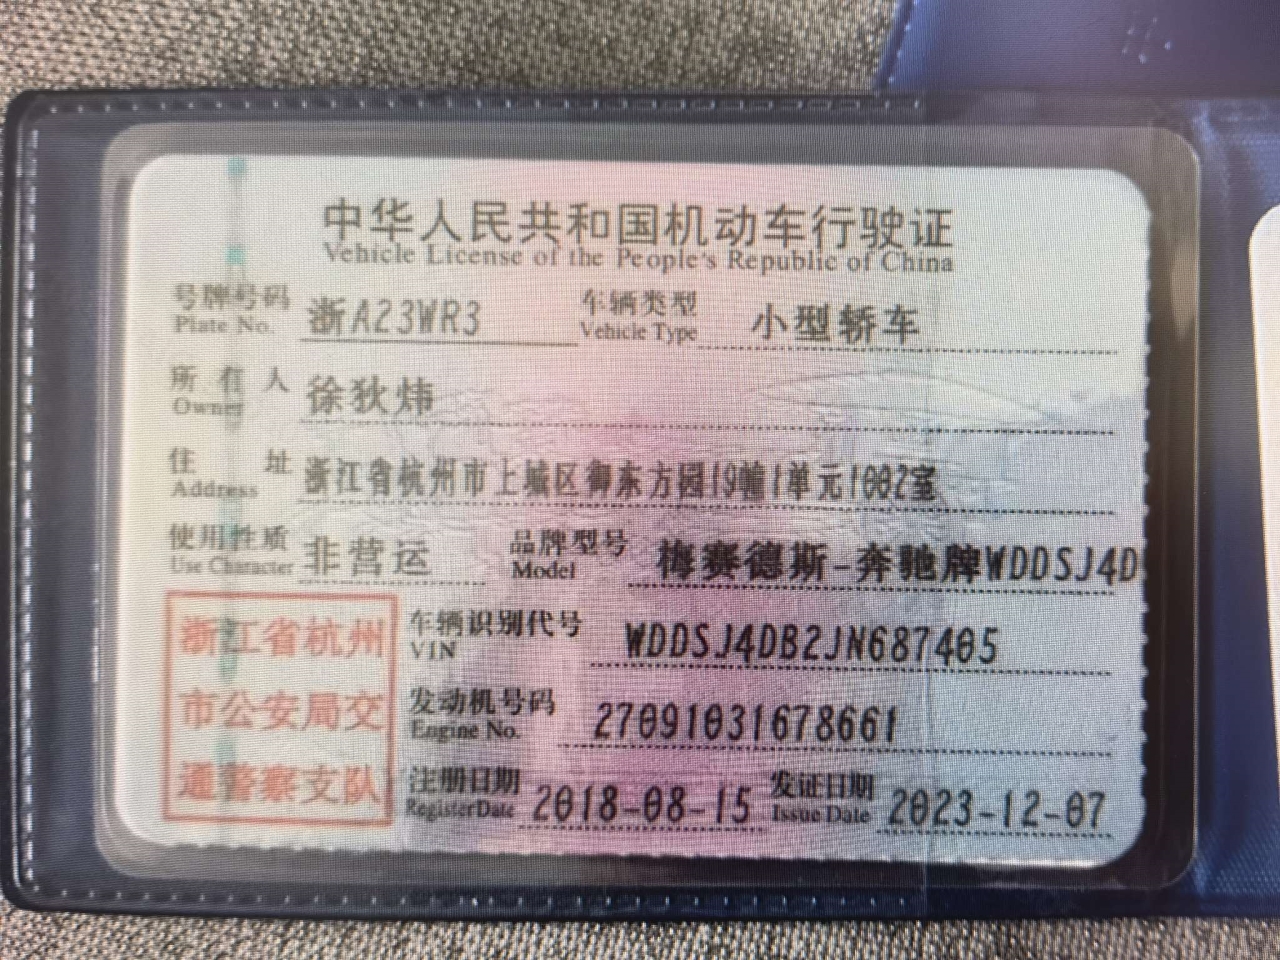 中华人民共和国机动车行驶证
Vehicle License of the People's Republic of China
号牌号码 浙A23WR3 车辆类型 小型轿车
Plate No. Vehicle Type
所有人 徐狄炜
Owner
住址 浙江省杭州市上城区御东方园19幢1单元1002室
Address
使用性质 非营运 品牌型号 梅赛德斯-奔驰牌WDDSJ4D
Use Character Model
浙江省杭州
市公安局交
通警察支队
车辆识别代号 WDDSJ4DB2JN687405
VIN
发动机号码 27091031678661
Engine No.
注册日期 2018-08-15 发证日期 2023-12-07
Register Date Issue Date